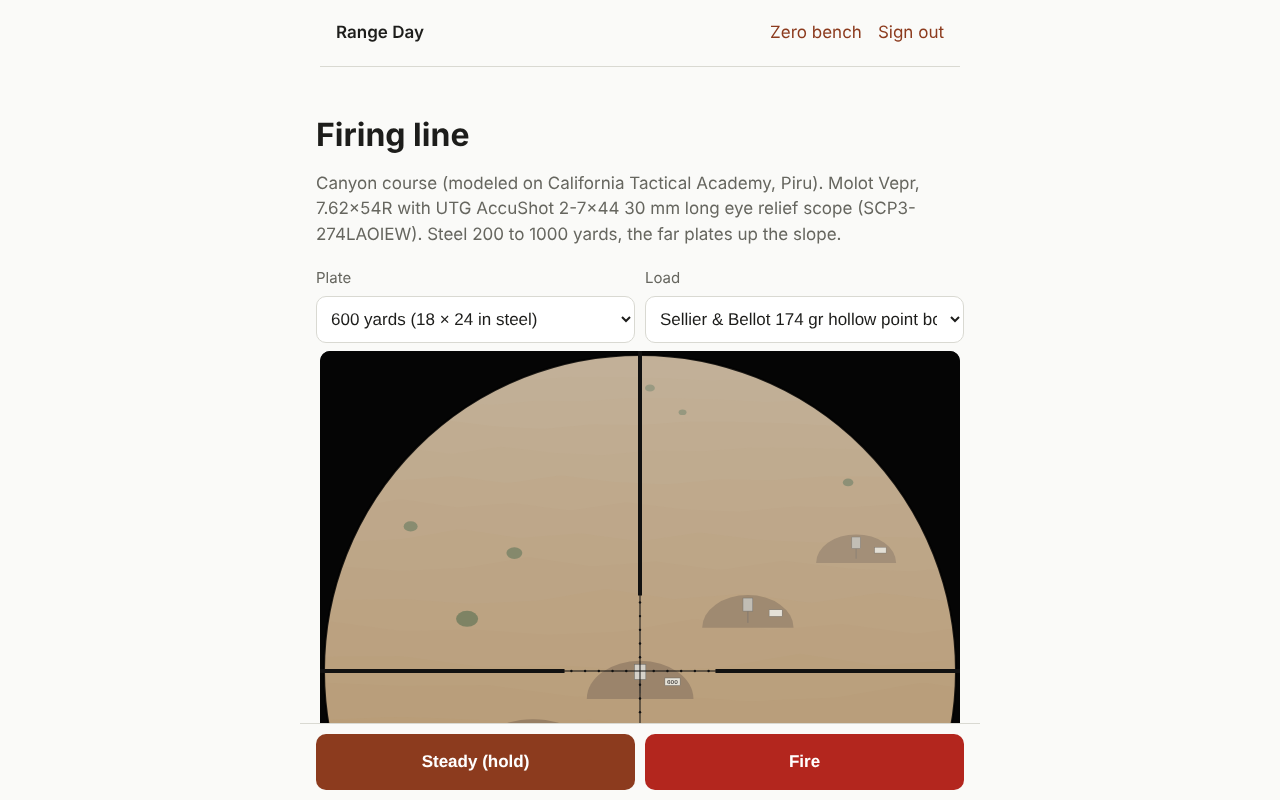 Range Day
Zero bench
Sign out
Firing line
Canyon course (modeled on California Tactical Academy, Piru). Molot Vepr,
7.62×54R with UTG AccuShot 2-7×44 30 mm long eye relief scope (SCP3-
274LAOIEW). Steel 200 to 1000 yards, the far plates up the slope.
Plate
Load
600 yards (18 × 24 in steel)
Sellier & Bellot 174 gr hollow point bo
600
Steady (hold)
Fire